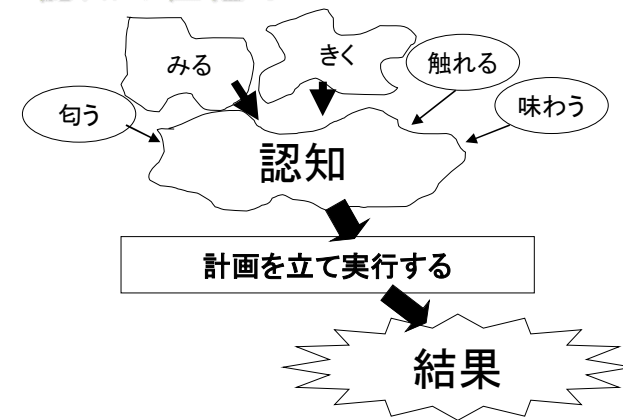 みる
きく
触れる
匂う
味わう
認知
計画を立て実行する
結果